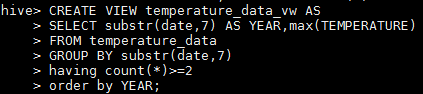 hive> CREATE VIEW temperature_data_vw AS
    > SELECT substr(date,7) AS YEAR,max(TEMPERATURE)
    > FROM temperature_data
    > GROUP BY substr(date,7)
    > having count(*)>=2
    > order by YEAR;